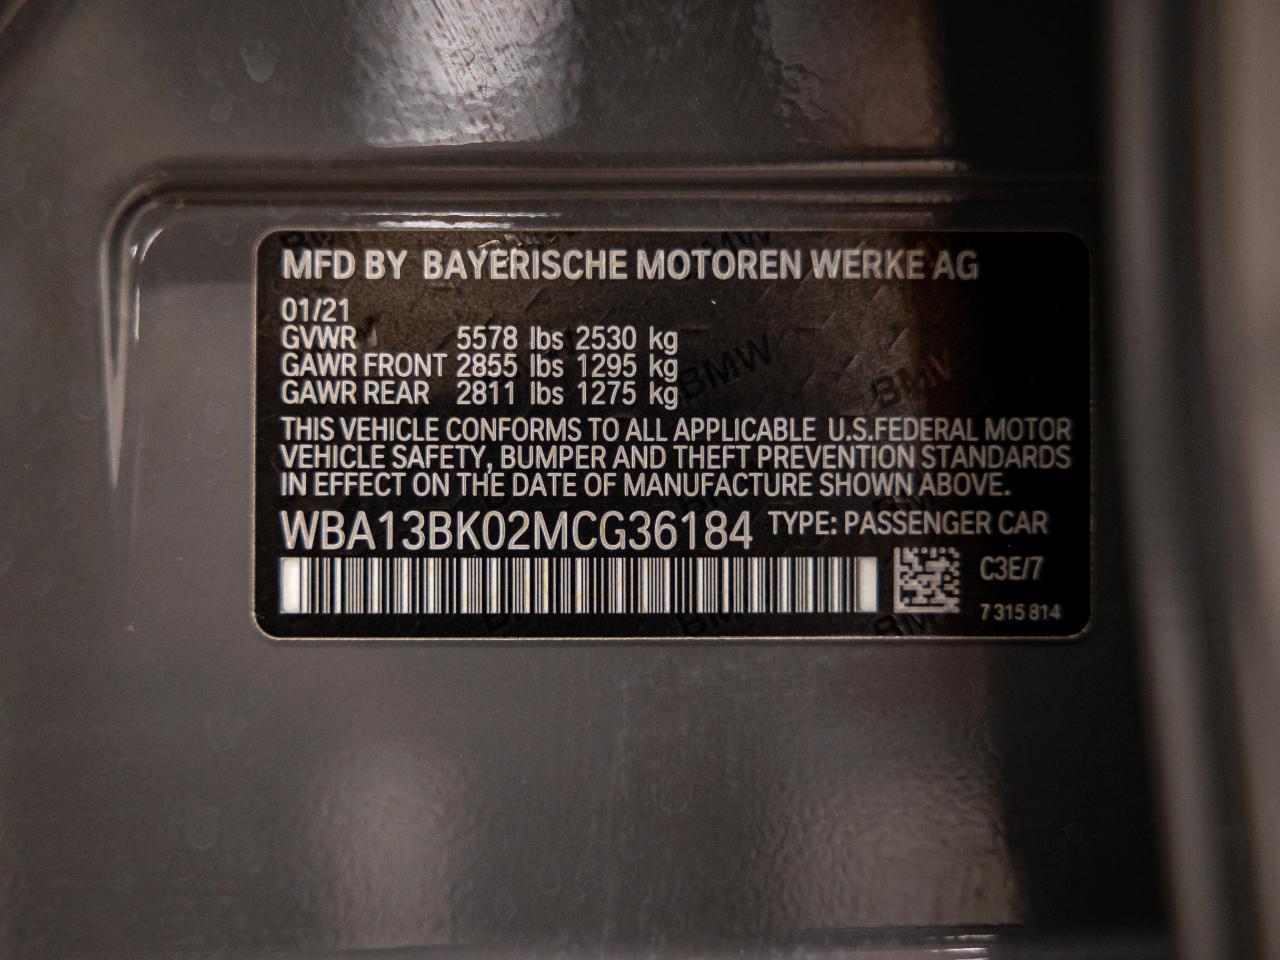 MFD BY BAYERISCHE MOTOREN WERKE AG
01/21
GVWR 5578 lbs 2530 kg
GAWR FRONT 2855 lbs 1295 kg
GAWR REAR 2811 lbs 1275 kg
THIS VEHICLE CONFORMS TO ALL APPLICABLE U.S.FEDERAL MOTOR
VEHICLE SAFETY, BUMPER AND THEFT PREVENTION STANDARDS
IN EFFECT ON THE DATE OF MANUFACTURE SHOWN ABOVE.
WBA13BK02MCG36184 TYPE: PASSENGER CAR
C3E/7
7 315 814
BMW
BMW